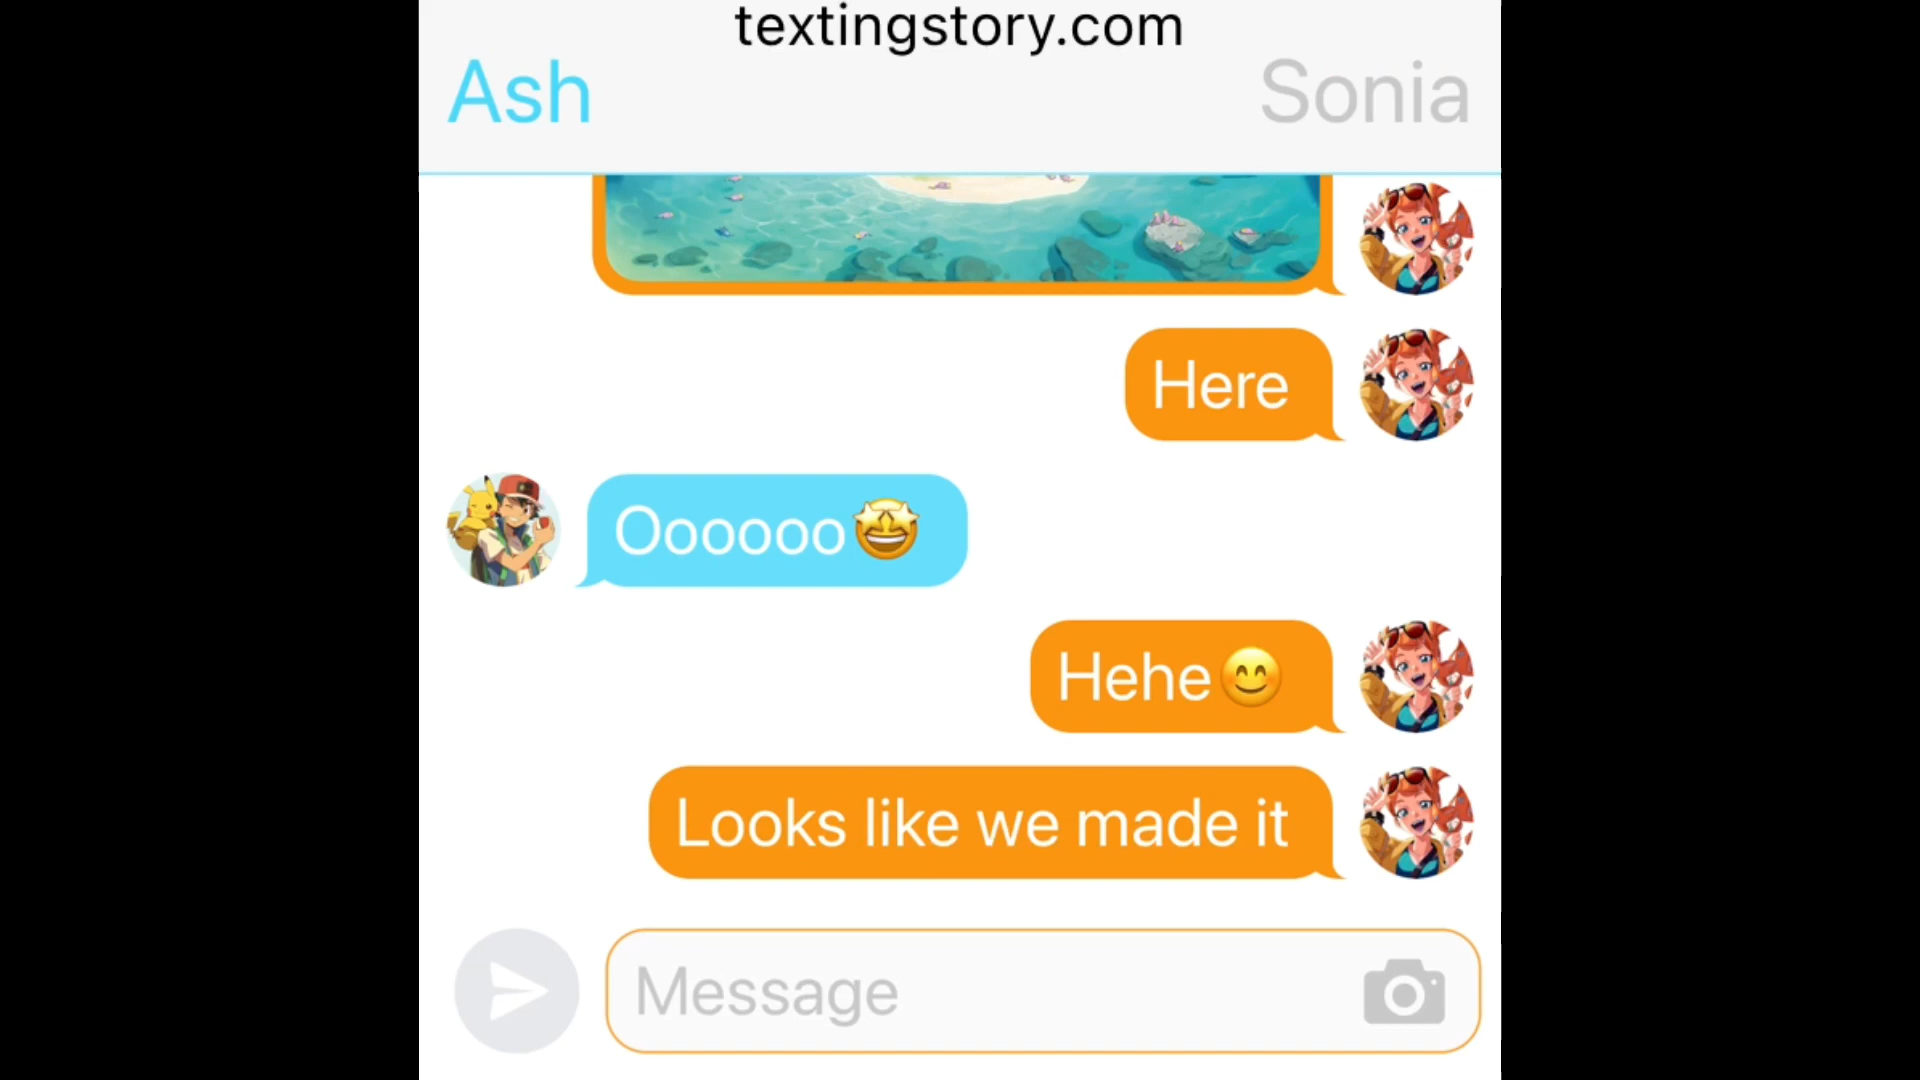 textingstory.com
Ash
Sonia
Here
Oooooo🤩
Hehe😊
Looks like we made it
Message